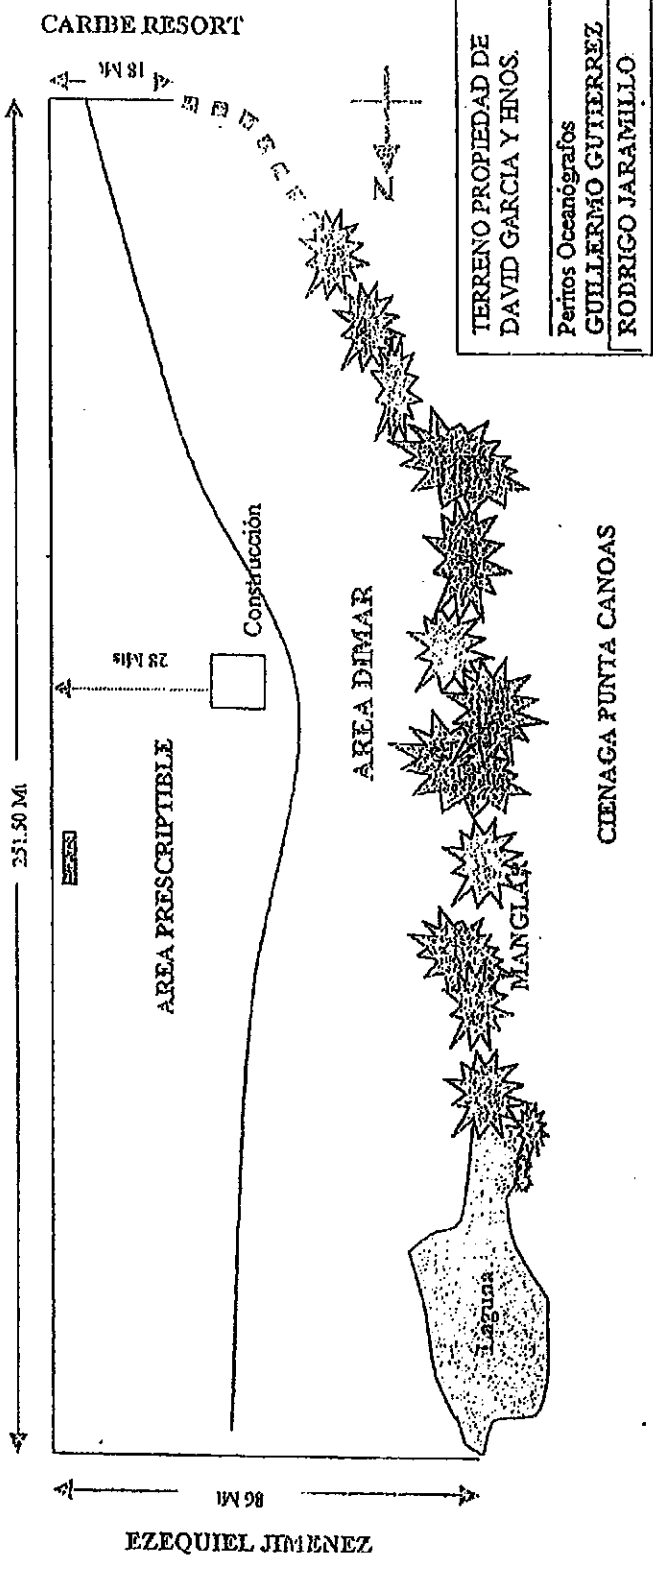 CARIBE RESORT
18 Mt
251.50 Mt
N
TERRENO PROPIEDAD DE
DAVID GARCIA Y HNOS.
Peritos Oceanógrafos
GUILLERMO GUTIERREZ
RODRIGO JARAMILLO
Construcción
28 Mts
AREA DIMAR
AREA PRESCRIPTIBLE
CIENAGA PUNTA CANOAS
MANGLAR
Laguna
86 Mt
EZEQUIEL JIMENEZ